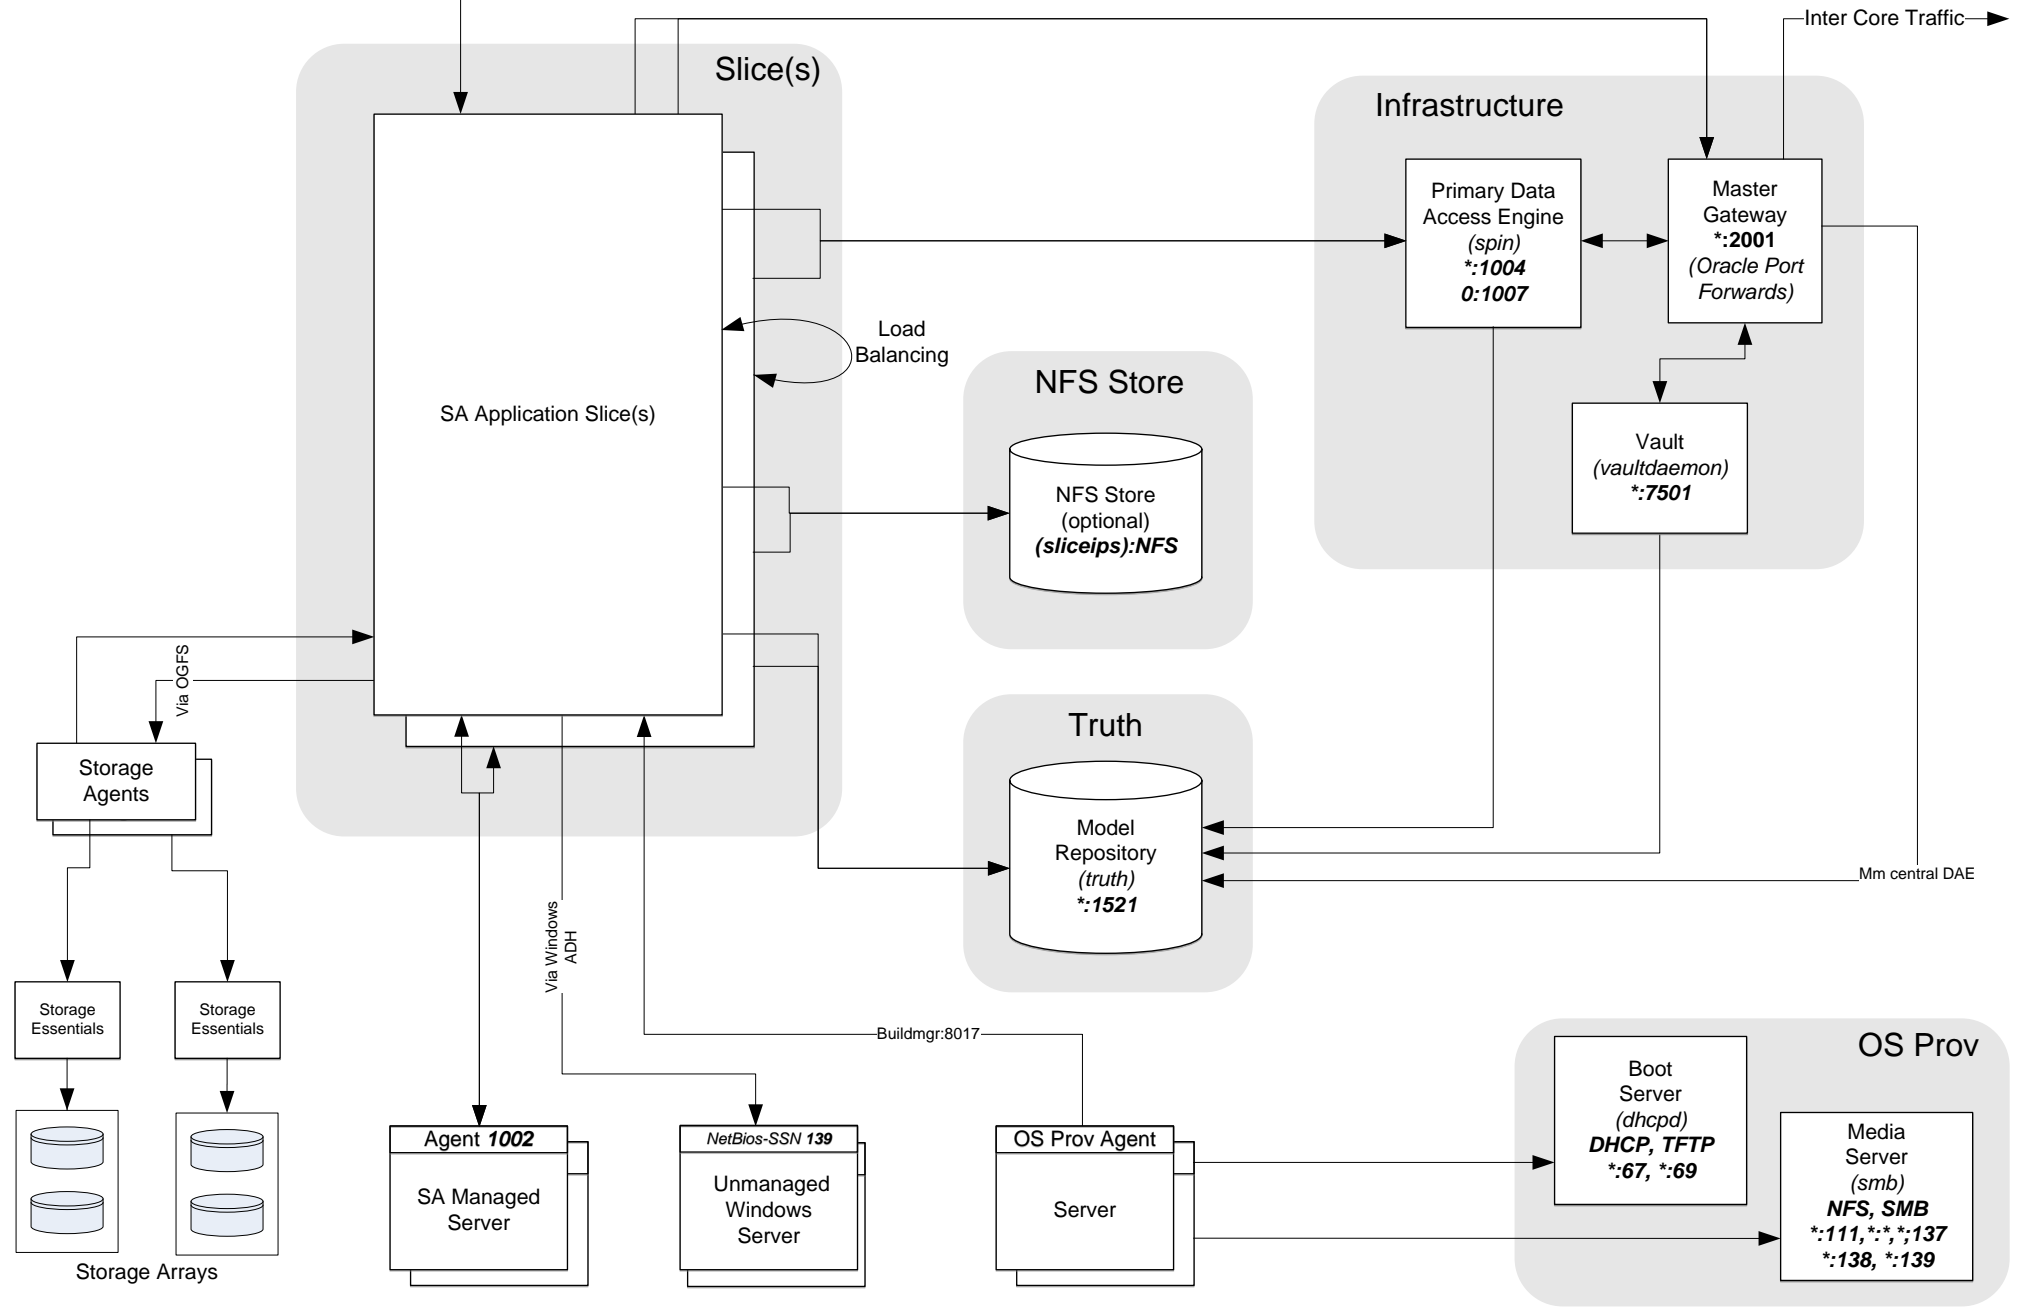 Inter Core Traffic
Slice(s)
Infrastructure
Primary Data
Access Engine
(spin)
*:1004
0:1007
Master
Gateway
*:2001
(Oracle Port
Forwards)
Load
Balancing
SA Application Slice(s)
NFS Store
NFS Store
(optional)
(sliceips):NFS
Vault
(vaultdaemon)
*:7501
Via OGFS
Storage
Agents
Truth
Model
Repository
(truth)
*:1521
Mm central DAE
Via Windows
ADH
Storage
Essentials
Storage
Essentials
Storage Arrays
Buildmgr:8017
Agent 1002
SA Managed
Server
NetBios-SSN 139
Unmanaged
Windows
Server
OS Prov Agent
Server
OS Prov
Boot
Server
(dhcpd)
DHCP, TFTP
*:67, *:69
Media
Server
(smb)
NFS, SMB
*:111,*:*,*;137
*:138, *:139